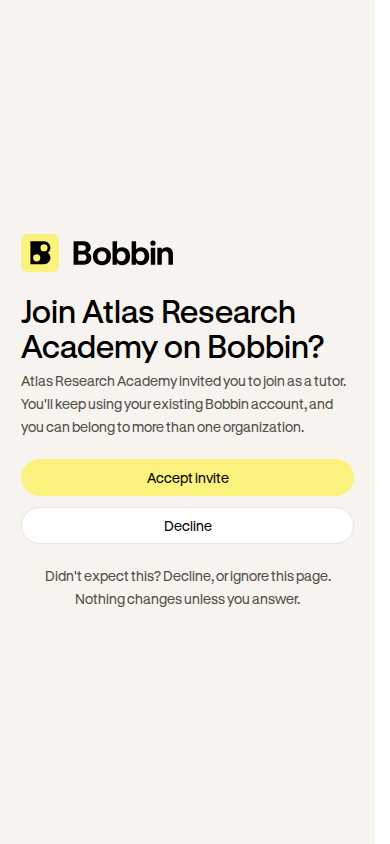 Bobbin
Join Atlas Research
Academy on Bobbin?
Atlas Research Academy invited you to join as a tutor.
You'll keep using your existing Bobbin account, and
you can belong to more than one organization.
Accept invite
Decline
Didn't expect this? Decline, or ignore this page.
Nothing changes unless you answer.